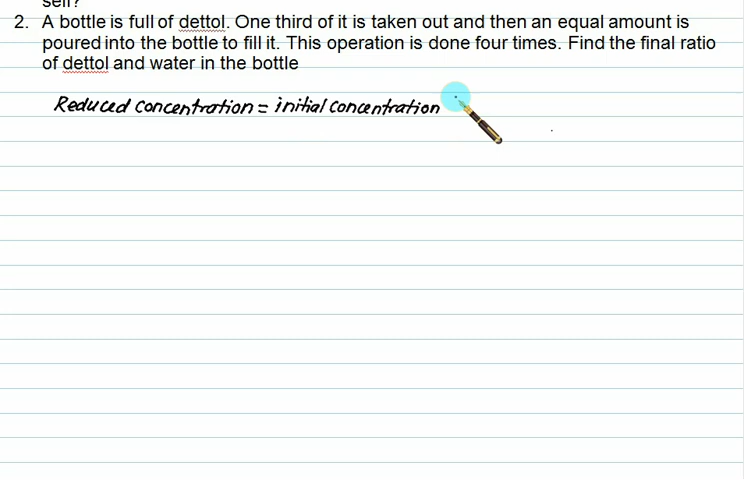 sell?
2. A bottle is full of dettol. One third of it is taken out and then an equal amount is
poured into the bottle to fill it. This operation is done four times. Find the final ratio
of dettol and water in the bottle
Reduced concentration = initial concentration